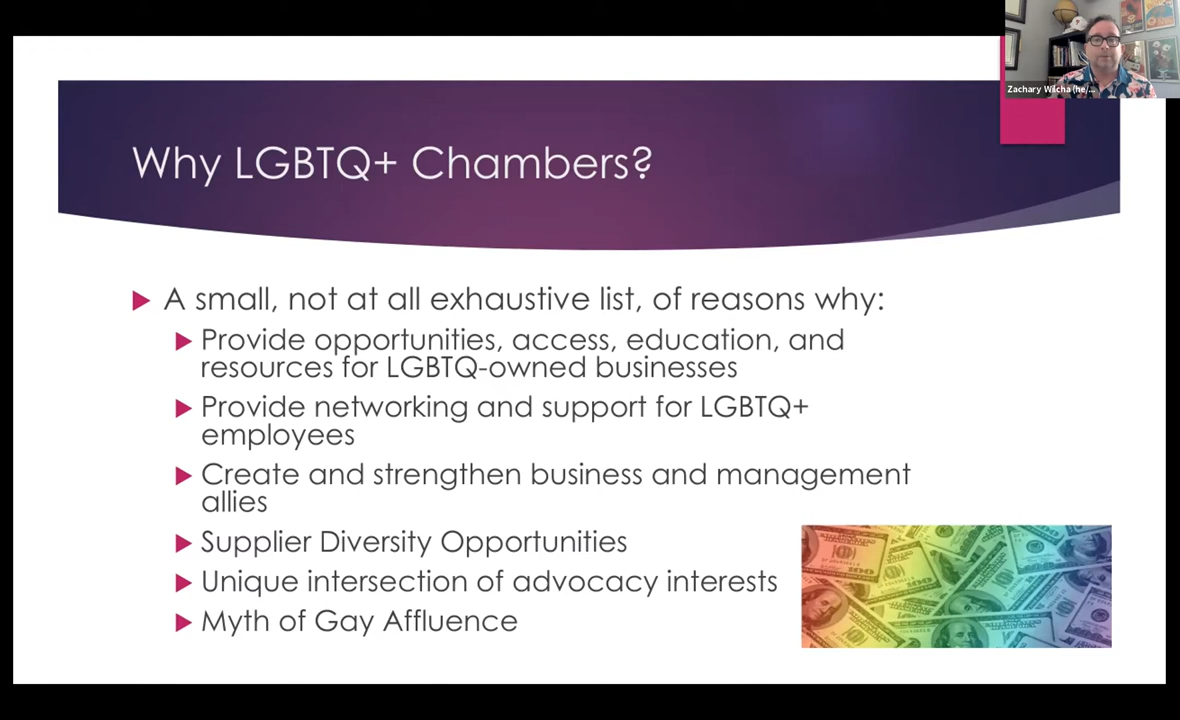 Zachary Wilcha (he/...
Why LGBTQ+ Chambers?
A small, not at all exhaustive list, of reasons why:
Provide opportunities, access, education, and
resources for LGBTQ-owned businesses
Provide networking and support for LGBTQ+
employees
Create and strengthen business and management
allies
Supplier Diversity Opportunities
Unique intersection of advocacy interests
Myth of Gay Affluence
100